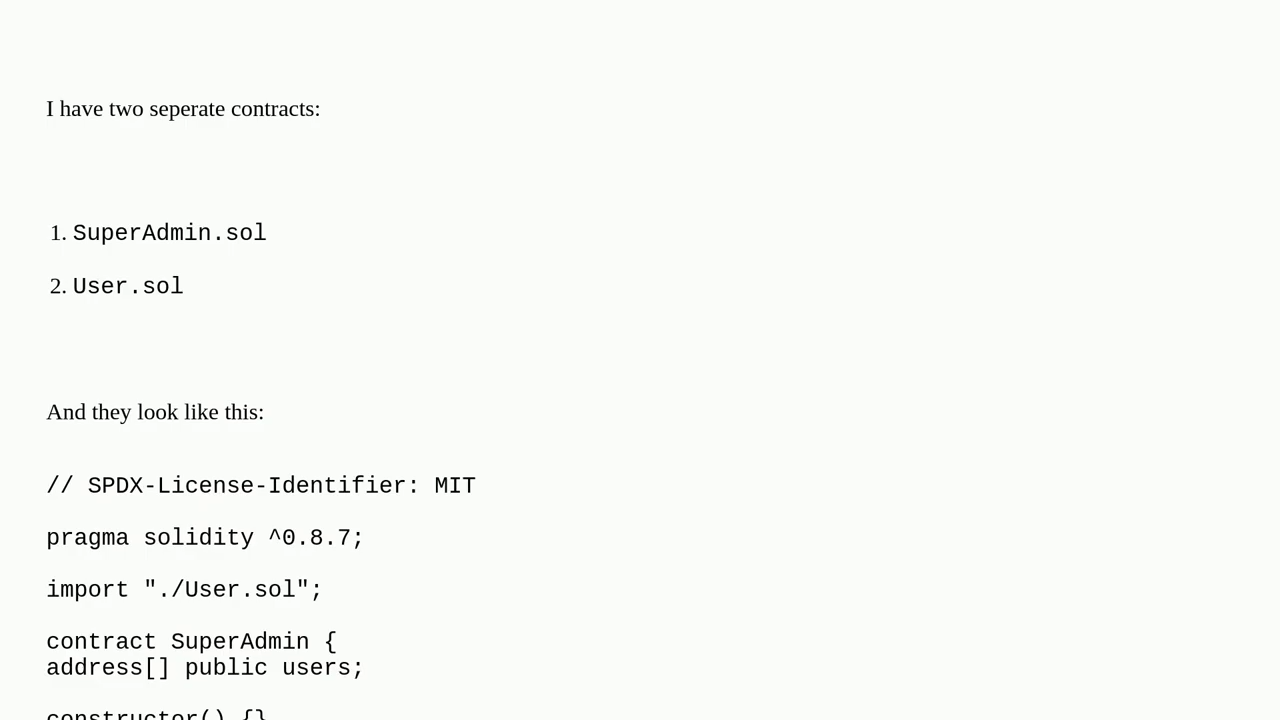 I have two seperate contracts:
1. SuperAdmin.sol
2. User.sol
And they look like this:
// SPDX-License-Identifier: MIT
pragma solidity ^0.8.7;
import "./User.sol";
contract SuperAdmin {
address[] public users;
constructor() {}